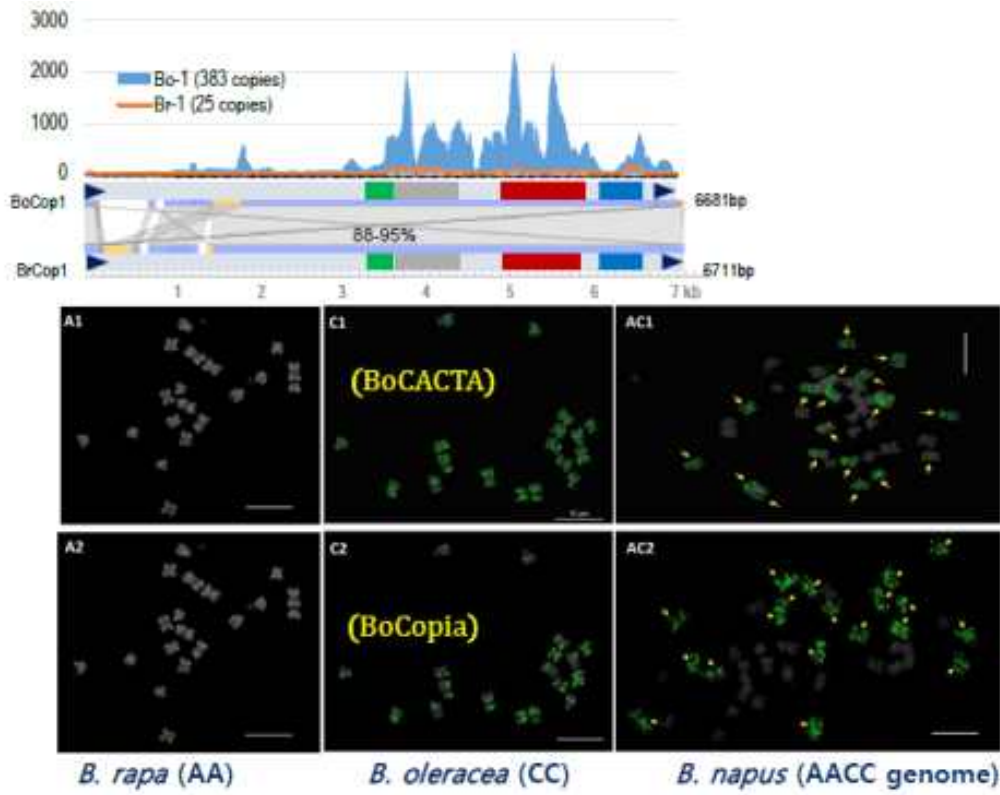 3000
2000
1000
0
Bo-1 (383 copies)
Br-1 (25 copies)
BoCop1
6681bp
88-95%
BrCop1
6711bp
1 2 3 4 5 6 7 kb
A1 C1 AC1
(BoCACTA)
A2 C2 AC2
(BoCopia)
B. rapa (AA) B. oleracea (CC) B. napus (AACC genome)